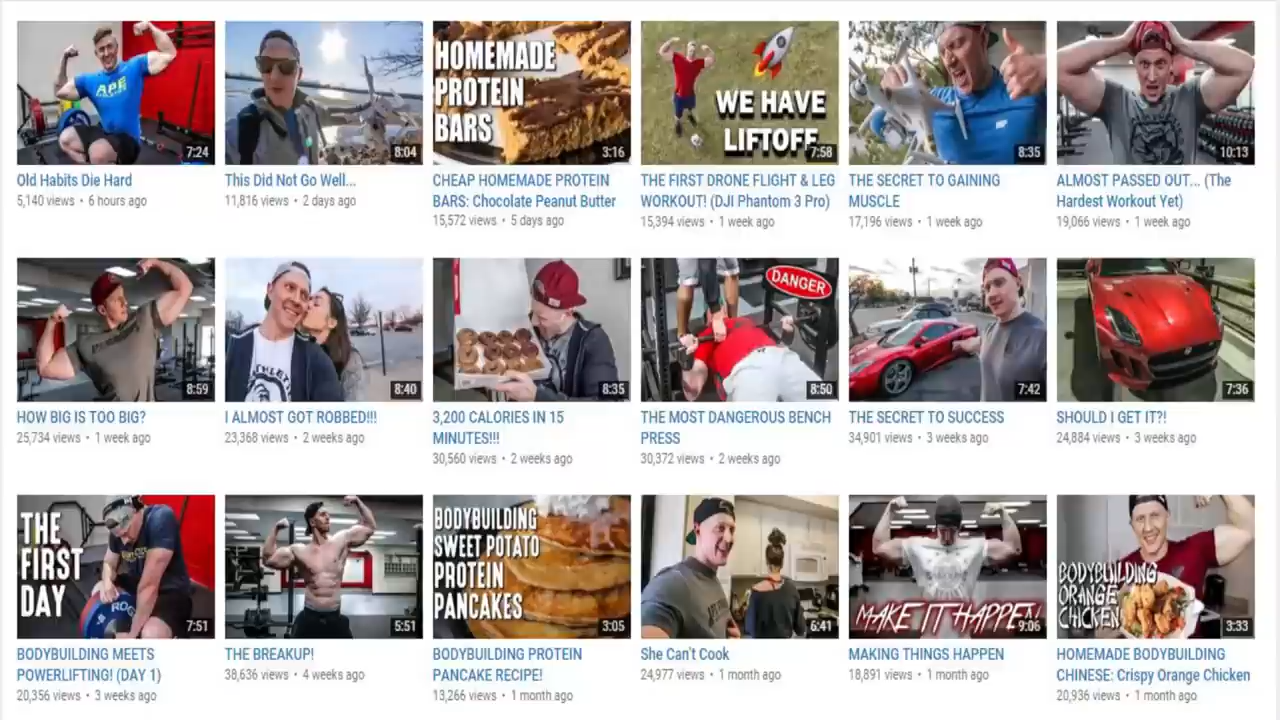 APE
7:24
8:04
HOMEMADE
PROTEIN
BARS
3:16
WE HAVE
LIFTOFF
7:58
8:35
10:13
Old Habits Die Hard
5,140 views • 6 hours ago
This Did Not Go Well...
11,816 views • 2 days ago
CHEAP HOMEMADE PROTEIN
BARS: Chocolate Peanut Butter
15,572 views • 5 days ago
THE FIRST DRONE FLIGHT & LEG
WORKOUT! (DJI Phantom 3 Pro)
15,394 views • 1 week ago
THE SECRET TO GAINING
MUSCLE
17,196 views • 1 week ago
ALMOST PASSED OUT... (The
Hardest Workout Yet)
19,066 views • 1 week ago
8:59
8:40
8:35
DANGER
8:50
7:42
7:36
HOW BIG IS TOO BIG?
25,734 views • 1 week ago
I ALMOST GOT ROBBED!!!
23,368 views • 2 weeks ago
3,200 CALORIES IN 15
MINUTES!!!
30,560 views • 2 weeks ago
THE MOST DANGEROUS BENCH
PRESS
30,372 views • 2 weeks ago
THE SECRET TO SUCCESS
34,901 views • 3 weeks ago
SHOULD I GET IT?!
24,884 views • 3 weeks ago
THE
FIRST
DAY
7:51
5:51
BODYBUILDING
SWEET POTATO
PROTEIN
PANCAKES
3:05
6:41
MAKE IT HAPPEN
9:06
BODYBUILDING
ORANGE
CHICKEN
3:33
BODYBUILDING MEETS
POWERLIFTING! (DAY 1)
20,356 views • 3 weeks ago
THE BREAKUP!
38,636 views • 4 weeks ago
BODYBUILDING PROTEIN
PANCAKE RECIPE!
13,266 views • 1 month ago
She Can't Cook
24,977 views • 1 month ago
MAKING THINGS HAPPEN
18,891 views • 1 month ago
HOMEMADE BODYBUILDING
CHINESE: Crispy Orange Chicken
20,936 views • 1 month ago